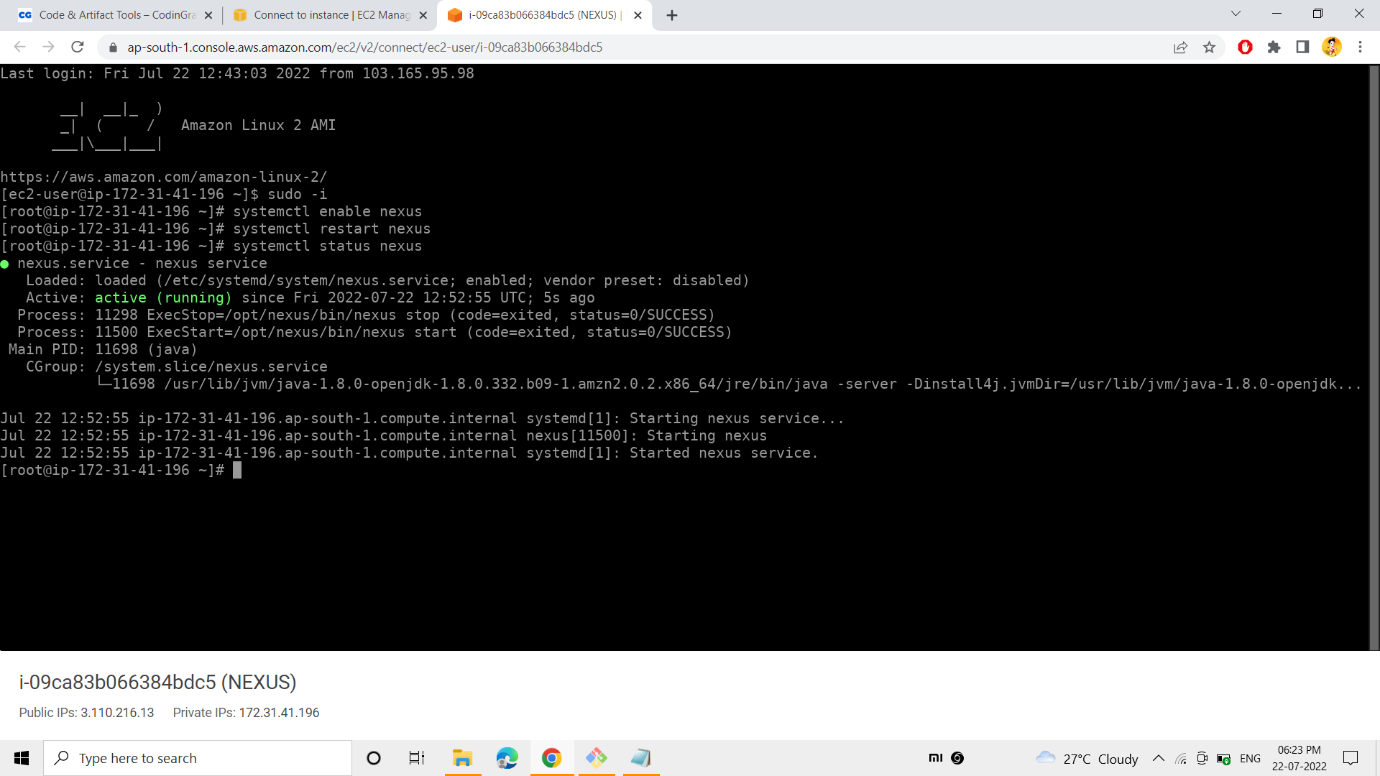 CG Code & Artifact Tools – CodinGra
Connect to instance | EC2 Manag
i-09ca83b066384bdc5 (NEXUS) |
ap-south-1.console.aws.amazon.com/ec2/v2/connect/ec2-user/i-09ca83b066384bdc5
Last login: Fri Jul 22 12:43:03 2022 from 103.165.95.98
__|  __|_  )
_|  (     /   Amazon Linux 2 AMI
___|\___|___|
https://aws.amazon.com/amazon-linux-2/
[ec2-user@ip-172-31-41-196 ~]$ sudo -i
[root@ip-172-31-41-196 ~]# systemctl enable nexus
[root@ip-172-31-41-196 ~]# systemctl restart nexus
[root@ip-172-31-41-196 ~]# systemctl status nexus
● nexus.service - nexus service
Loaded: loaded (/etc/systemd/system/nexus.service; enabled; vendor preset: disabled)
Active: active (running) since Fri 2022-07-22 12:52:55 UTC; 5s ago
Process: 11298 ExecStop=/opt/nexus/bin/nexus stop (code=exited, status=0/SUCCESS)
Process: 11500 ExecStart=/opt/nexus/bin/nexus start (code=exited, status=0/SUCCESS)
Main PID: 11698 (java)
CGroup: /system.slice/nexus.service
└─11698 /usr/lib/jvm/java-1.8.0-openjdk-1.8.0.332.b09-1.amzn2.0.2.x86_64/jre/bin/java -server -Dinstall4j.jvmDir=/usr/lib/jvm/java-1.8.0-openjdk...
Jul 22 12:52:55 ip-172-31-41-196.ap-south-1.compute.internal systemd[1]: Starting nexus service...
Jul 22 12:52:55 ip-172-31-41-196.ap-south-1.compute.internal nexus[11500]: Starting nexus
Jul 22 12:52:55 ip-172-31-41-196.ap-south-1.compute.internal systemd[1]: Started nexus service.
[root@ip-172-31-41-196 ~]#
i-09ca83b066384bdc5 (NEXUS)
Public IPs: 3.110.216.13 Private IPs: 172.31.41.196
Type here to search
27°C Cloudy
ENG
06:23 PM
22-07-2022